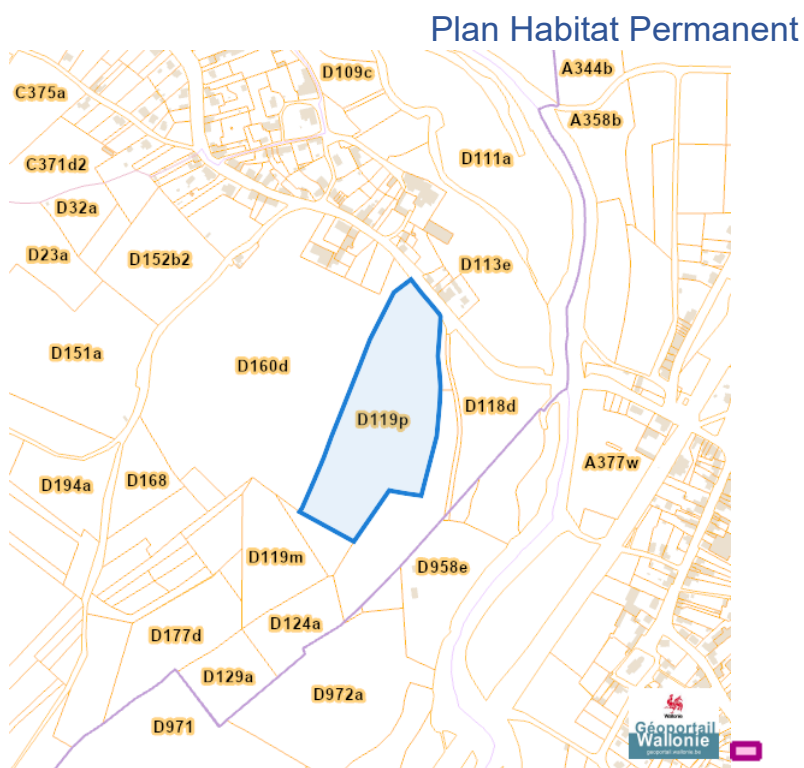 Plan Habitat Permanent
A344b
D109c
C375a
A358b
D111a
C371d2
D32a
D23a
D152b2
D113e
D151a
D160d
D118d
D119p
A377w
D168
D194a
D119m
D958e
D124a
D177d
D129a
D972a
D971
Wallonie
Géoportail
Wallonie
geoportail.wallonie.be